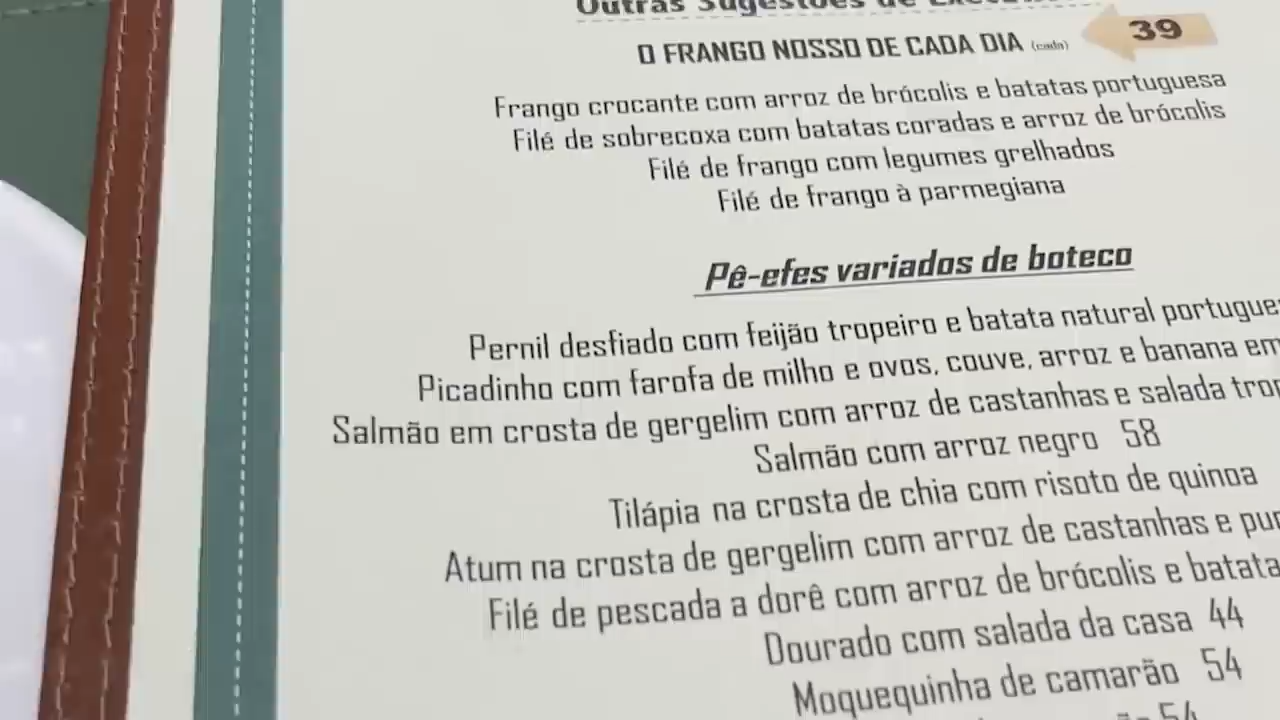 Outras Sugestões de
O FRANGO NOSSO DE CADA DIA (cada) 39
Frango crocante com arroz de brócolis e batatas portuguesa
Filé de sobrecoxa com batatas coradas e arroz de brócolis
Filé de frango com legumes grelhados
Filé de frango à parmegiana
Pê-efes variados de boteco
Pernil desfiado com feijão tropeiro e batata natural
Picadinho com farofa de milho e ovos, couve, arroz e banana em
Salmão em crosta de gergelim com arroz de castanhas e salada
Salmão com arroz negro 58
Tilápia na crosta de chia com risoto de quinoa
Atum na crosta de gergelim com arroz de castanhas e
Filé de pescada a dorê com arroz de brócolis e batata
Dourado com salada da casa 44
Moquequinha de camarão 54
54